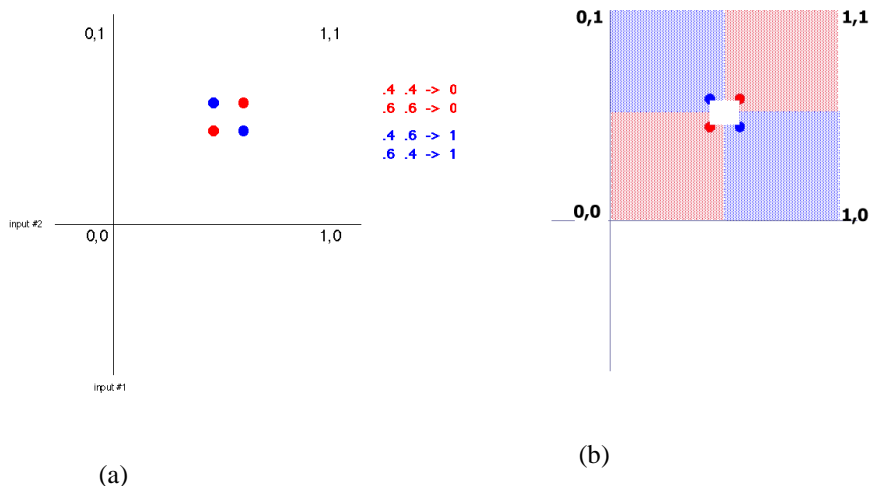 0,1 1,1
.4 .4 -> 0
.6 .6 -> 0
.4 .6 -> 1
.6 .4 -> 1
input #2
0,0 1,0
input #1
(a)
0,1 1,1
0,0 1,0
(b)